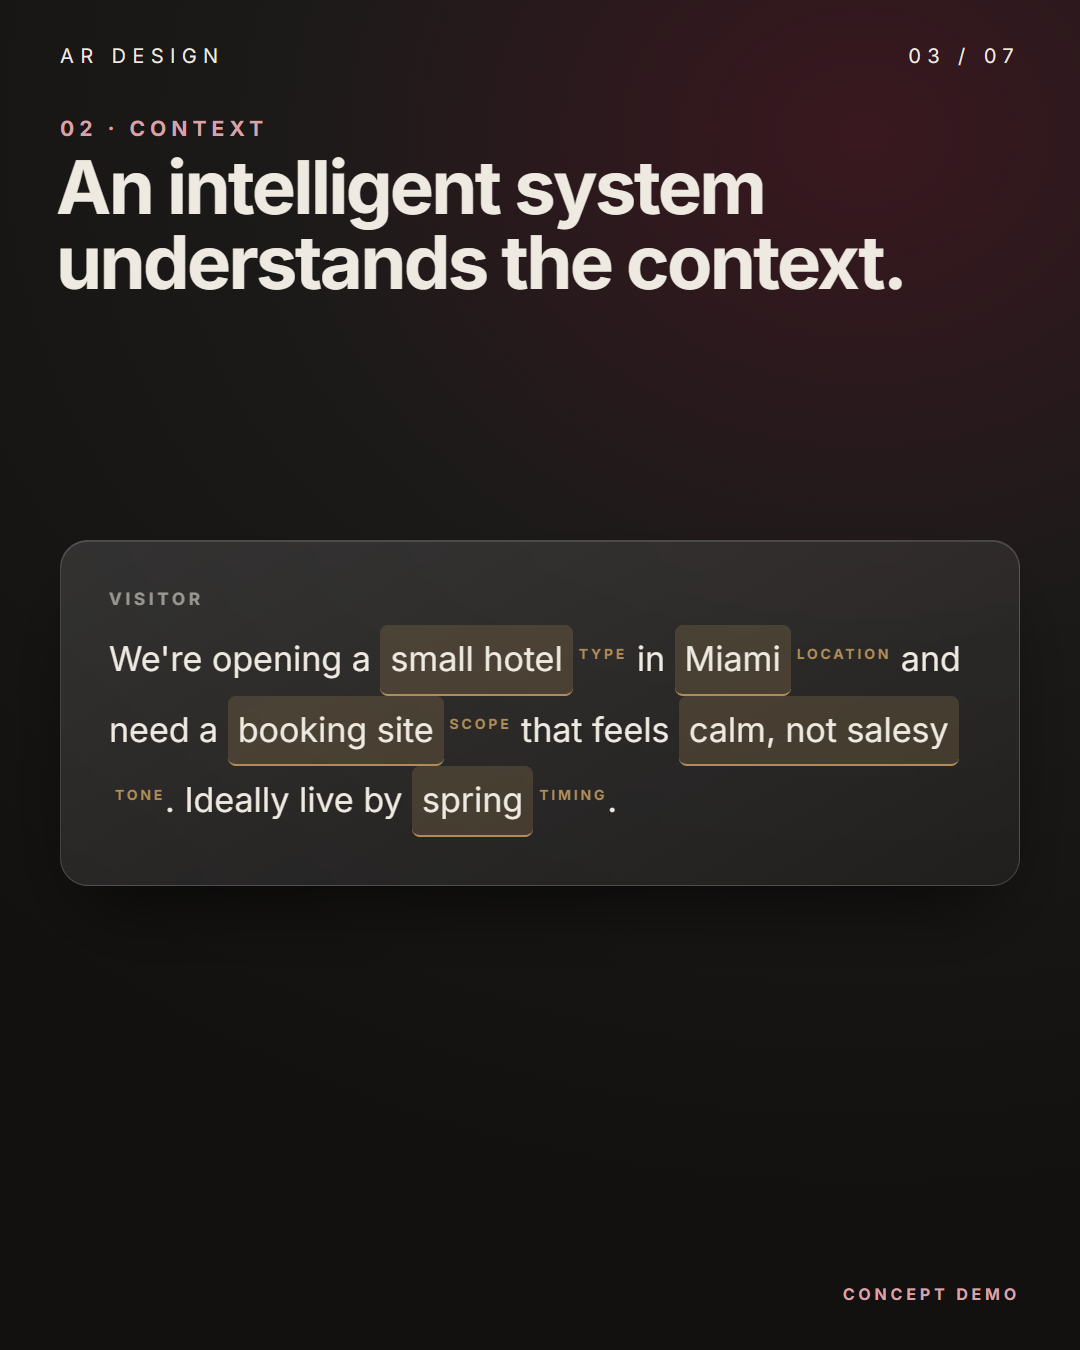 AR DESIGN
03 / 07
02 · CONTEXT
An intelligent system
understands the context.
VISITOR
We're opening a small hotel TYPE in Miami LOCATION and
need a booking site SCOPE that feels calm, not salesy
TONE. Ideally live by spring TIMING.
CONCEPT DEMO